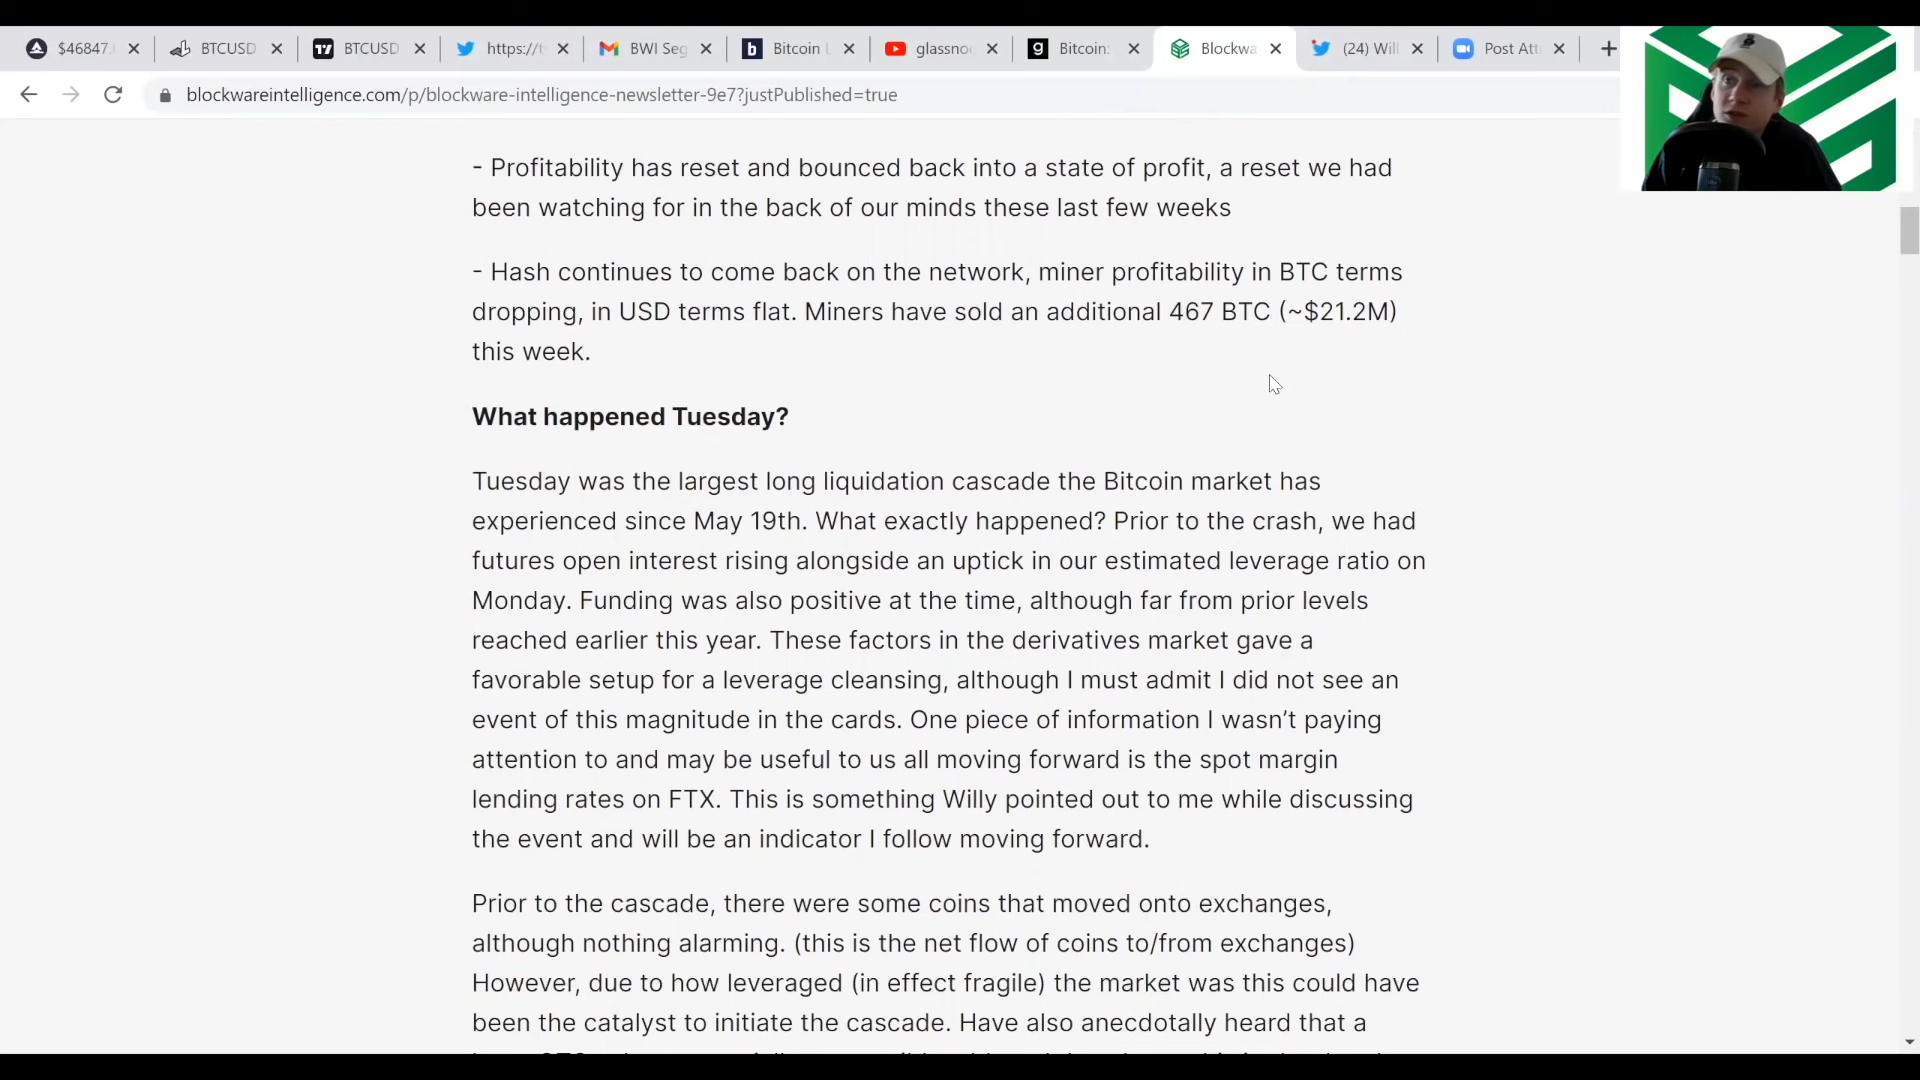 $46847.
BTCUSD
BTCUSD
https://t
BWI Seg
Bitcoin L
glassno
Bitcoin:
Blockwa
(24) Will
Post Att
blockwareintelligence.com/p/blockware-intelligence-newsletter-9e7?justPublished=true
- Profitability has reset and bounced back into a state of profit, a reset we had
been watching for in the back of our minds these last few weeks
- Hash continues to come back on the network, miner profitability in BTC terms
dropping, in USD terms flat. Miners have sold an additional 467 BTC (~$21.2M)
this week.
What happened Tuesday?
Tuesday was the largest long liquidation cascade the Bitcoin market has
experienced since May 19th. What exactly happened? Prior to the crash, we had
futures open interest rising alongside an uptick in our estimated leverage ratio on
Monday. Funding was also positive at the time, although far from prior levels
reached earlier this year. These factors in the derivatives market gave a
favorable setup for a leverage cleansing, although I must admit I did not see an
event of this magnitude in the cards. One piece of information I wasn’t paying
attention to and may be useful to us all moving forward is the spot margin
lending rates on FTX. This is something Willy pointed out to me while discussing
the event and will be an indicator I follow moving forward.
Prior to the cascade, there were some coins that moved onto exchanges,
although nothing alarming. (this is the net flow of coins to/from exchanges)
However, due to how leveraged (in effect fragile) the market was this could have
been the catalyst to initiate the cascade. Have also anecdotally heard that a